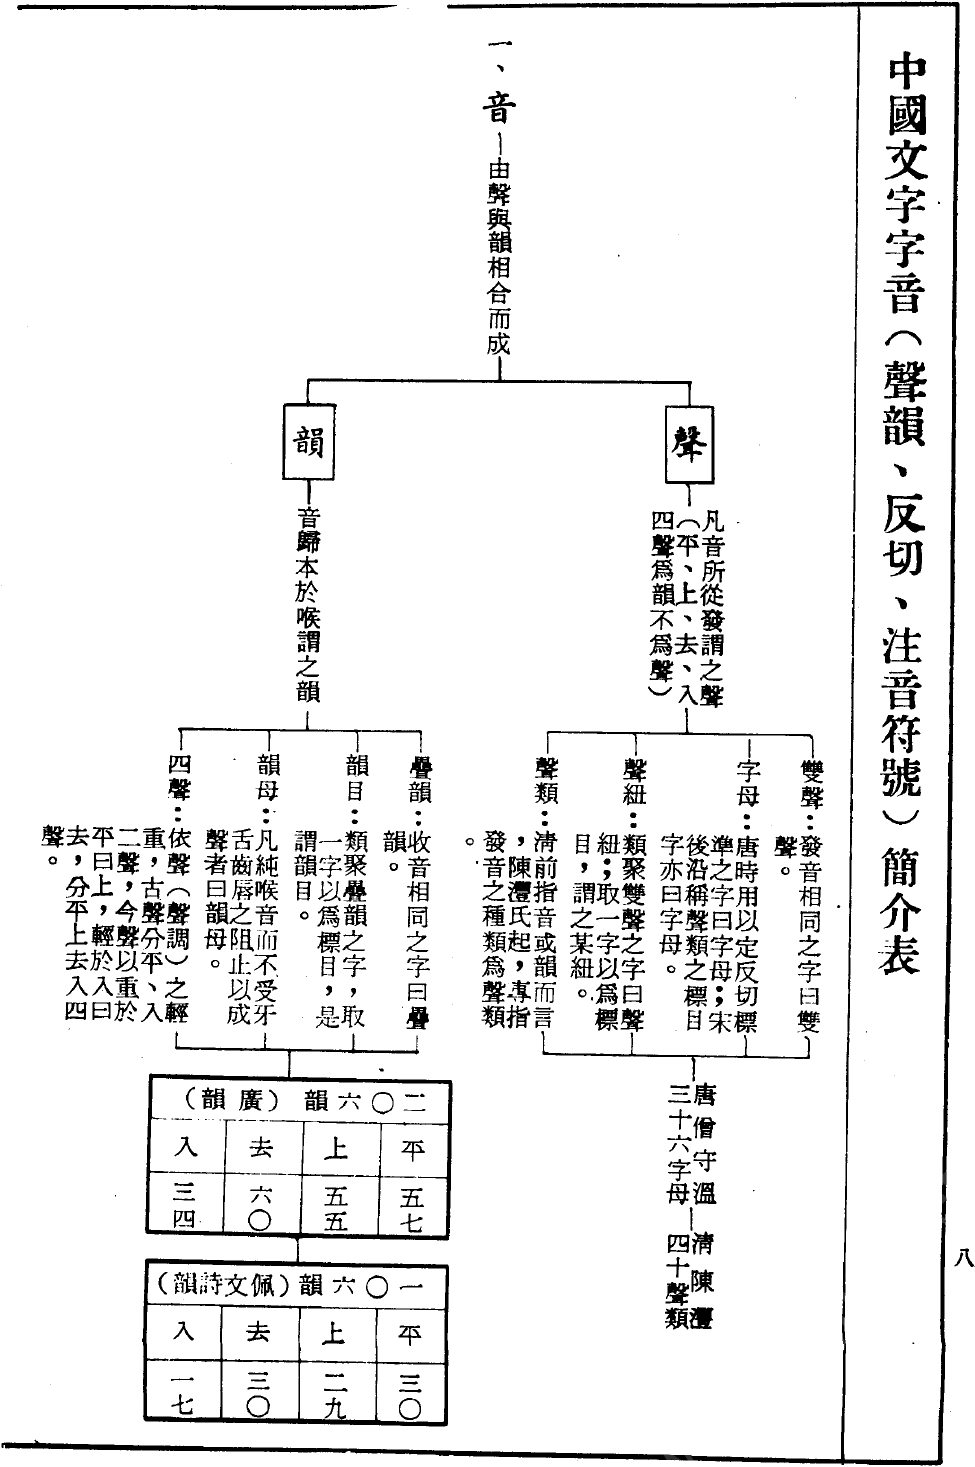 中國文字字音（聲韻、反切、注音符號）簡介表
八
一、音
由聲與韻相合而成
聲
凡音所從發謂之聲
（平、上、去、入
四聲爲韻不爲聲）
雙聲：發音相同之字曰雙
聲。
字母：唐時用以定反切標
準之字曰字母；宋
後沿稱聲類之標目
字亦曰字母。
聲紐：類聚雙聲之字曰聲
紐；取一字以爲標
目，謂之某紐。
聲類：清前指音或韻而言
，陳灃氏起，專指
發音之種類爲聲類
。
唐僧守溫
三十六字母
清陳灃
四十聲類
韻
音歸本於喉謂之韻
疊韻：收音相同之字曰疊
韻。
韻目：類聚疊韻之字，取
一字以爲標目，是
謂韻目。
韻母：凡純喉音而不受牙
舌齒唇之阻止以成
聲者曰韻母。
四聲：依聲（聲調）之輕
重，古聲分平、入
二聲，今聲以重於
平曰上，輕於入曰
去，分平上去入四
聲。
二〇六韻（廣韻）
平 上 去 入
五七 五五 六〇 三四
一〇六韻（佩文詩韻）
平 上 去 入
三〇 二九 三〇 一七